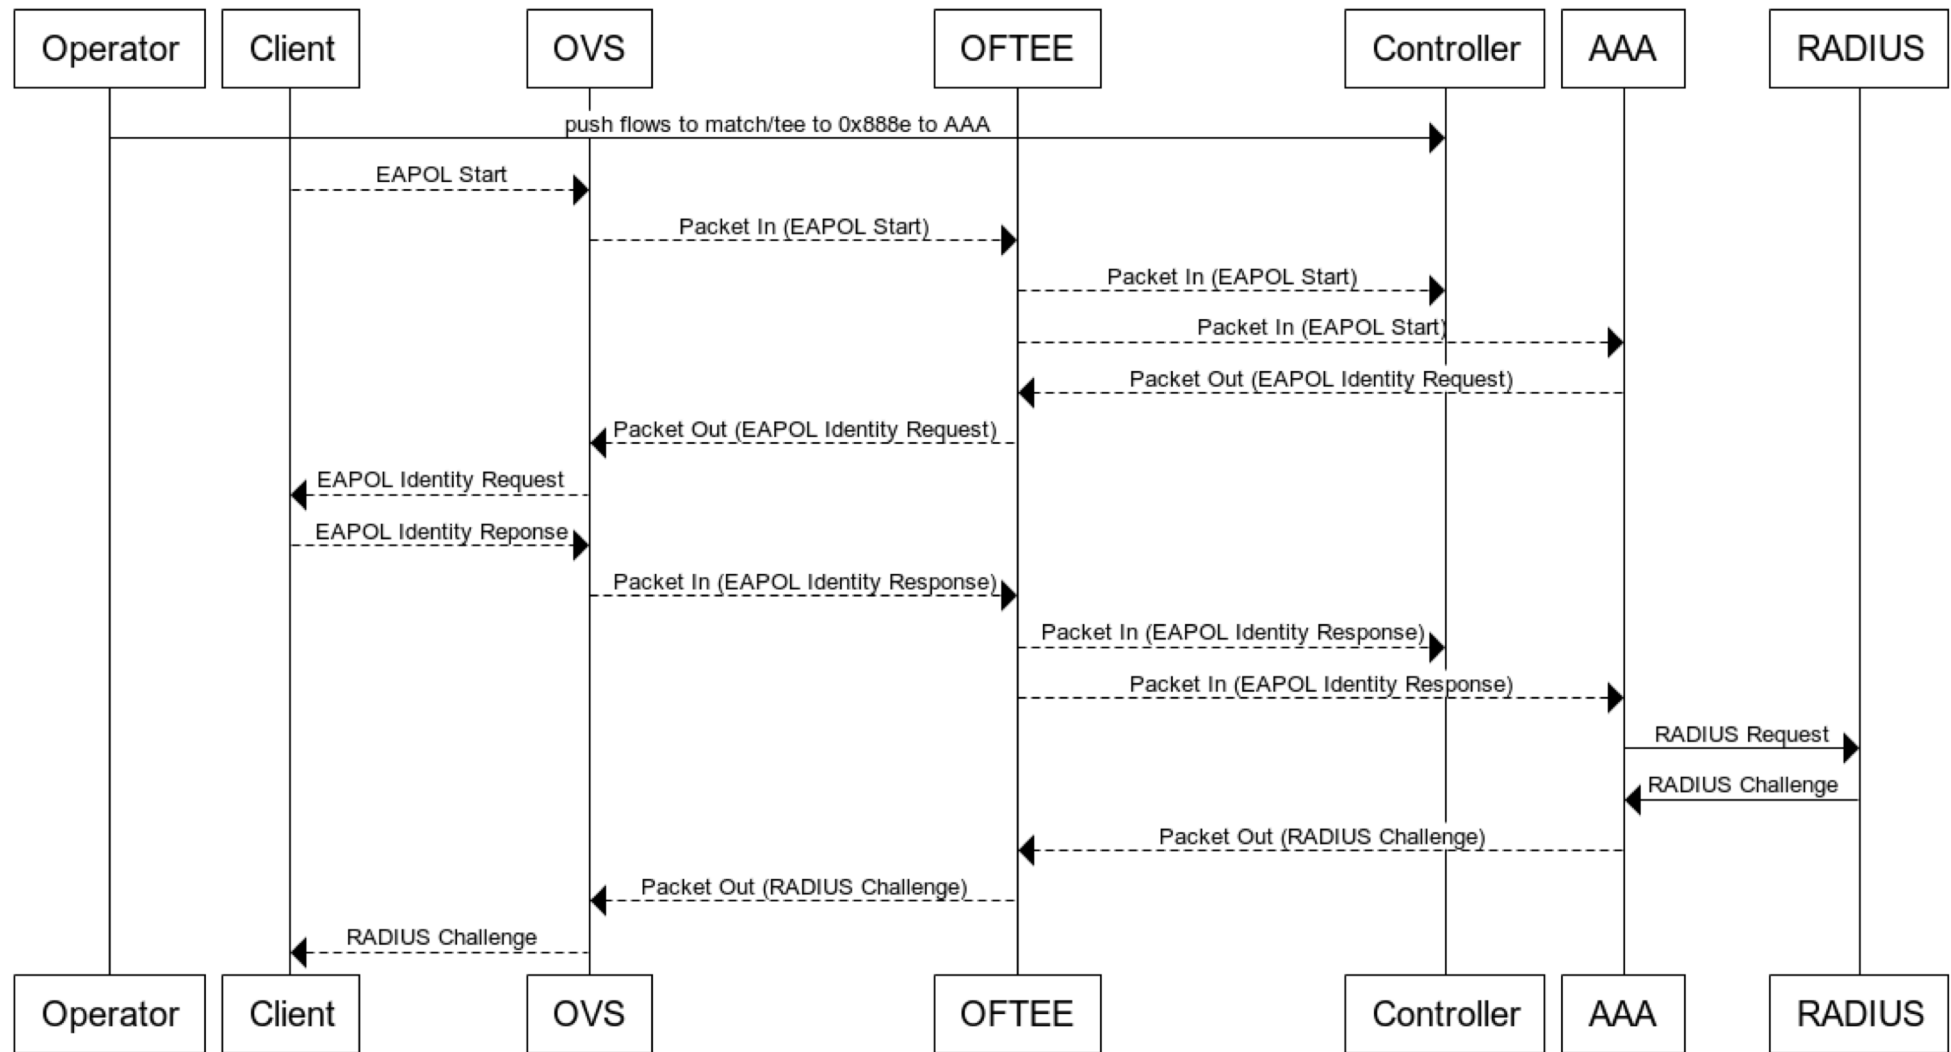 Operator
Client
OVS
OFTEE
Controller
AAA
RADIUS
push flows to match/tee to 0x888e to AAA
EAPOL Start
Packet In (EAPOL Start)
Packet In (EAPOL Start)
Packet In (EAPOL Start)
Packet Out (EAPOL Identity Request)
Packet Out (EAPOL Identity Request)
EAPOL Identity Request
EAPOL Identity Reponse
Packet In (EAPOL Identity Response)
Packet In (EAPOL Identity Response)
Packet In (EAPOL Identity Response)
RADIUS Request
RADIUS Challenge
Packet Out (RADIUS Challenge)
Packet Out (RADIUS Challenge)
RADIUS Challenge
Operator
Client
OVS
OFTEE
Controller
AAA
RADIUS